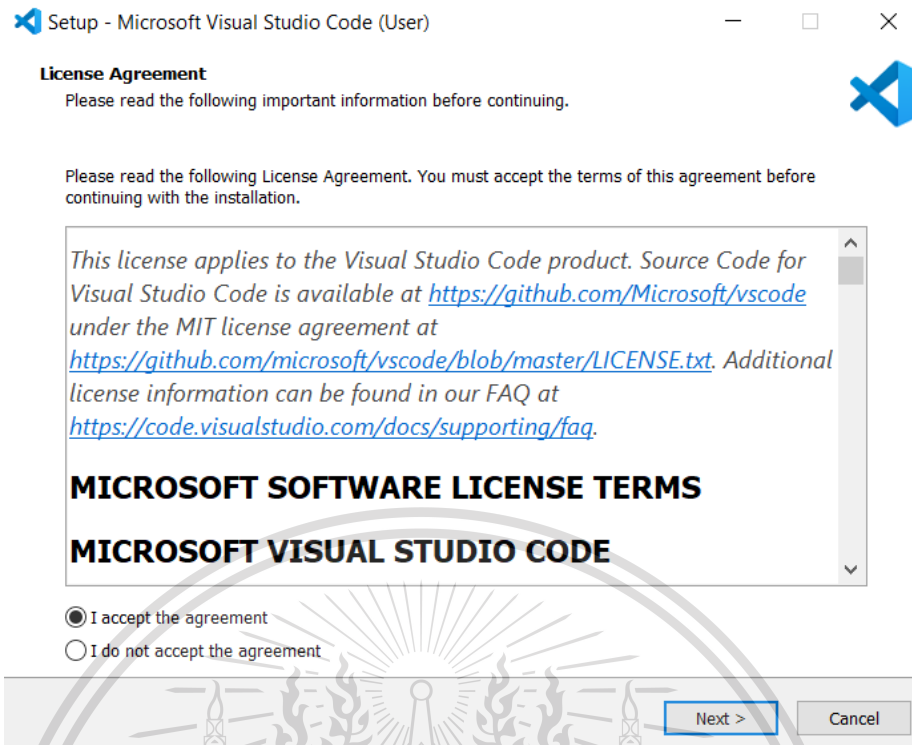 Setup - Microsoft Visual Studio Code (User)
License Agreement
Please read the following important information before continuing.
Please read the following License Agreement. You must accept the terms of this agreement before
continuing with the installation.
This license applies to the Visual Studio Code product. Source Code for
Visual Studio Code is available at https://github.com/Microsoft/vscode
under the MIT license agreement at
https://github.com/microsoft/vscode/blob/master/LICENSE.txt. Additional
license information can be found in our FAQ at
https://code.visualstudio.com/docs/supporting/faq.
MICROSOFT SOFTWARE LICENSE TERMS
MICROSOFT VISUAL STUDIO CODE
I accept the agreement
I do not accept the agreement
Next >
Cancel